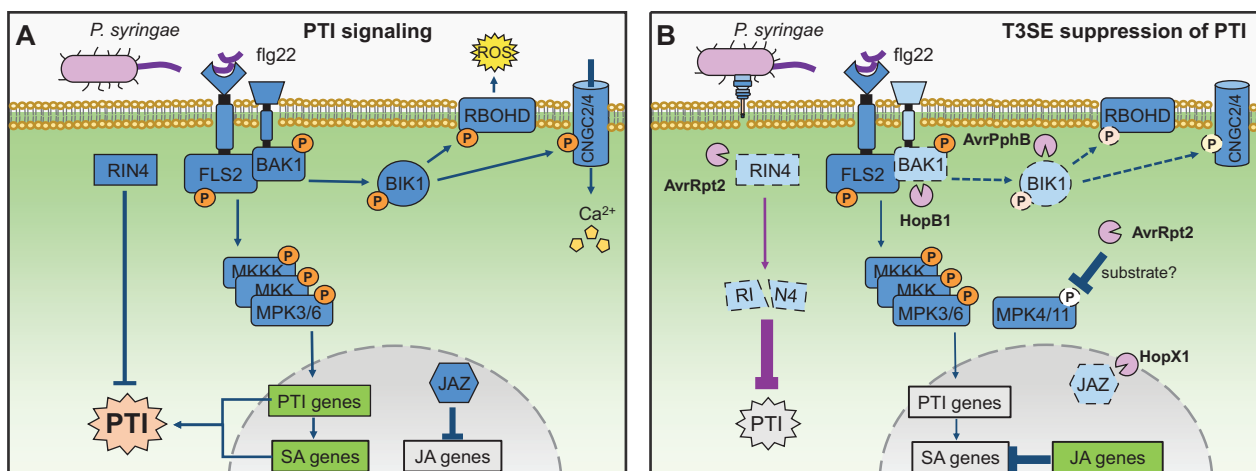 A
PTI signaling
P. syringae
flg22
ROS
RBOHD
P
CNGC2/4
P
Ca²⁺
RIN4
FLS2
P
BAK1
P
BIK1
P
MKKK
P
MKK
P
MPK3/6
P
PTI
PTI genes
SA genes
JAZ
JA genes
B
T3SE suppression of PTI
P. syringae
flg22
AvrPphB
RBOHD
P
CNGC2/4
P
AvrRpt2
RIN4
FLS2
P
BAK1
P
HopB1
BIK1
P
AvrRpt2
substrate?
RI N4
MKKK
P
MKK
P
MPK3/6
P
MPK4/11
P
HopX1
JAZ
PTI
PTI genes
SA genes
JA genes